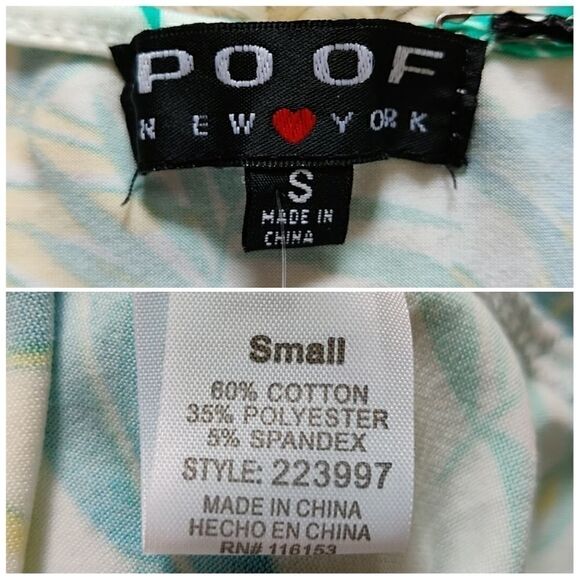 POOF
NEW YORK
S
MADE IN
CHINA
Small
60% COTTON
35% POLYESTER
5% SPANDEX
STYLE: 223997
MADE IN CHINA
HECHO EN CHINA
RN# 116153